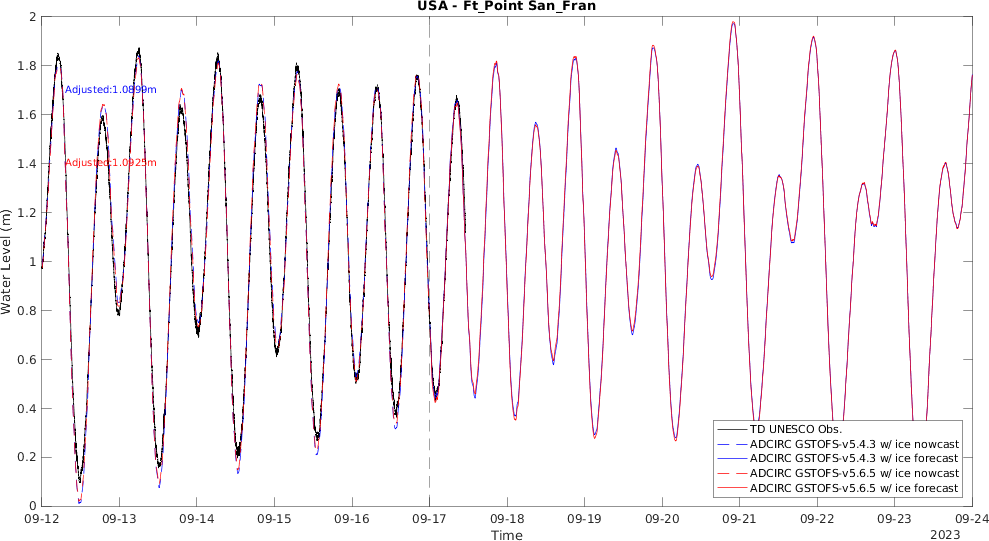 USA - Ft_Point San_Fran
2
1.8
1.6
1.4
1.2
1
0.8
0.6
0.4
0.2
0
Water Level (m)
Adjusted:1.0899m
Adjusted:1.0925m
TD UNESCO Obs.
ADCIRC GSTOFS-v5.4.3 w/ ice nowcast
ADCIRC GSTOFS-v5.4.3 w/ ice forecast
ADCIRC GSTOFS-v5.6.5 w/ ice nowcast
ADCIRC GSTOFS-v5.6.5 w/ ice forecast
09-12 09-13 09-14 09-15 09-16 09-17 09-18 09-19 09-20 09-21 09-22 09-23 09-24
Time
2023